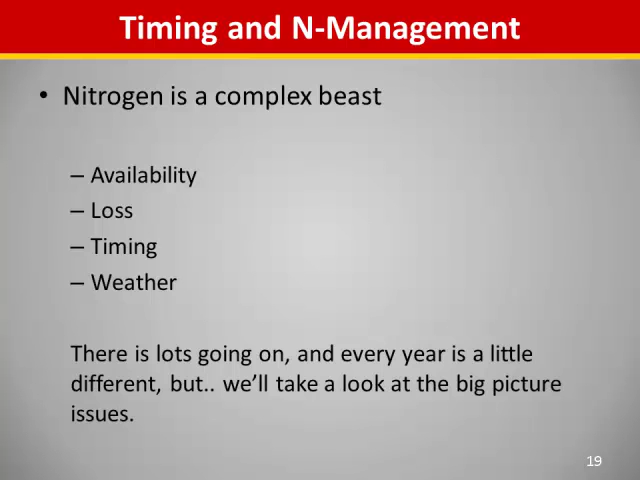 Timing and N-Management
• Nitrogen is a complex beast
– Availability
– Loss
– Timing
– Weather
There is lots going on, and every year is a little
different, but.. we’ll take a look at the big picture
issues.
19